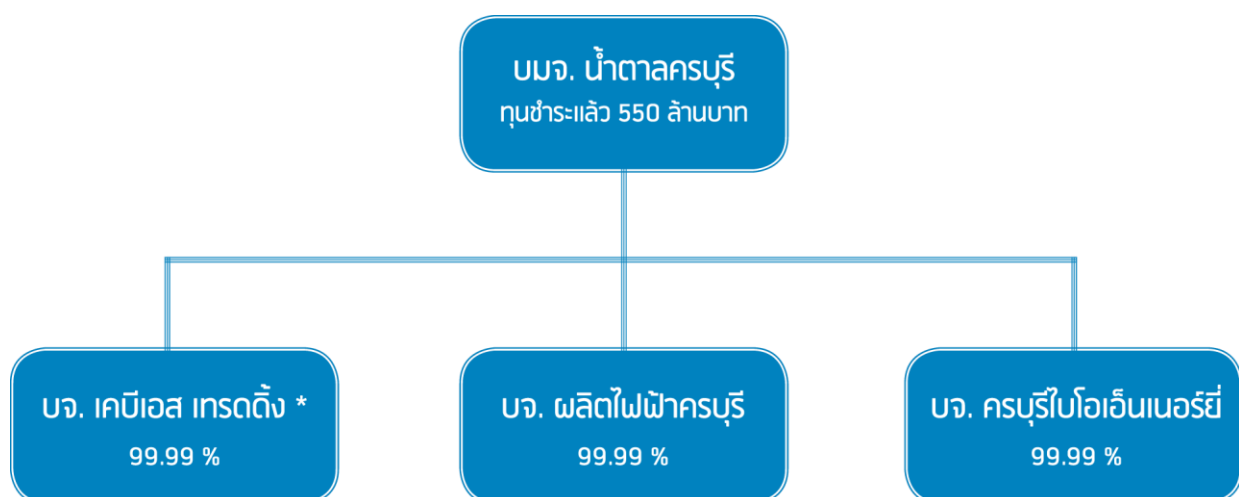 บมจ. น้ำตาลครบุรี
ทุนชำระแล้ว 550 ล้านบาท
บจ. เคบีเอส เทรดดิ้ง *
99.99 %
บจ. ผลิตไฟฟ้าครบุรี
99.99 %
บจ. ครบุรีไบโอเอ็นเนอร์ยี่
99.99 %